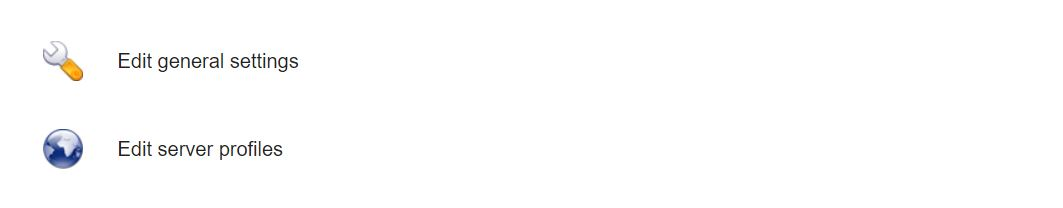 Edit general settings
Edit server profiles